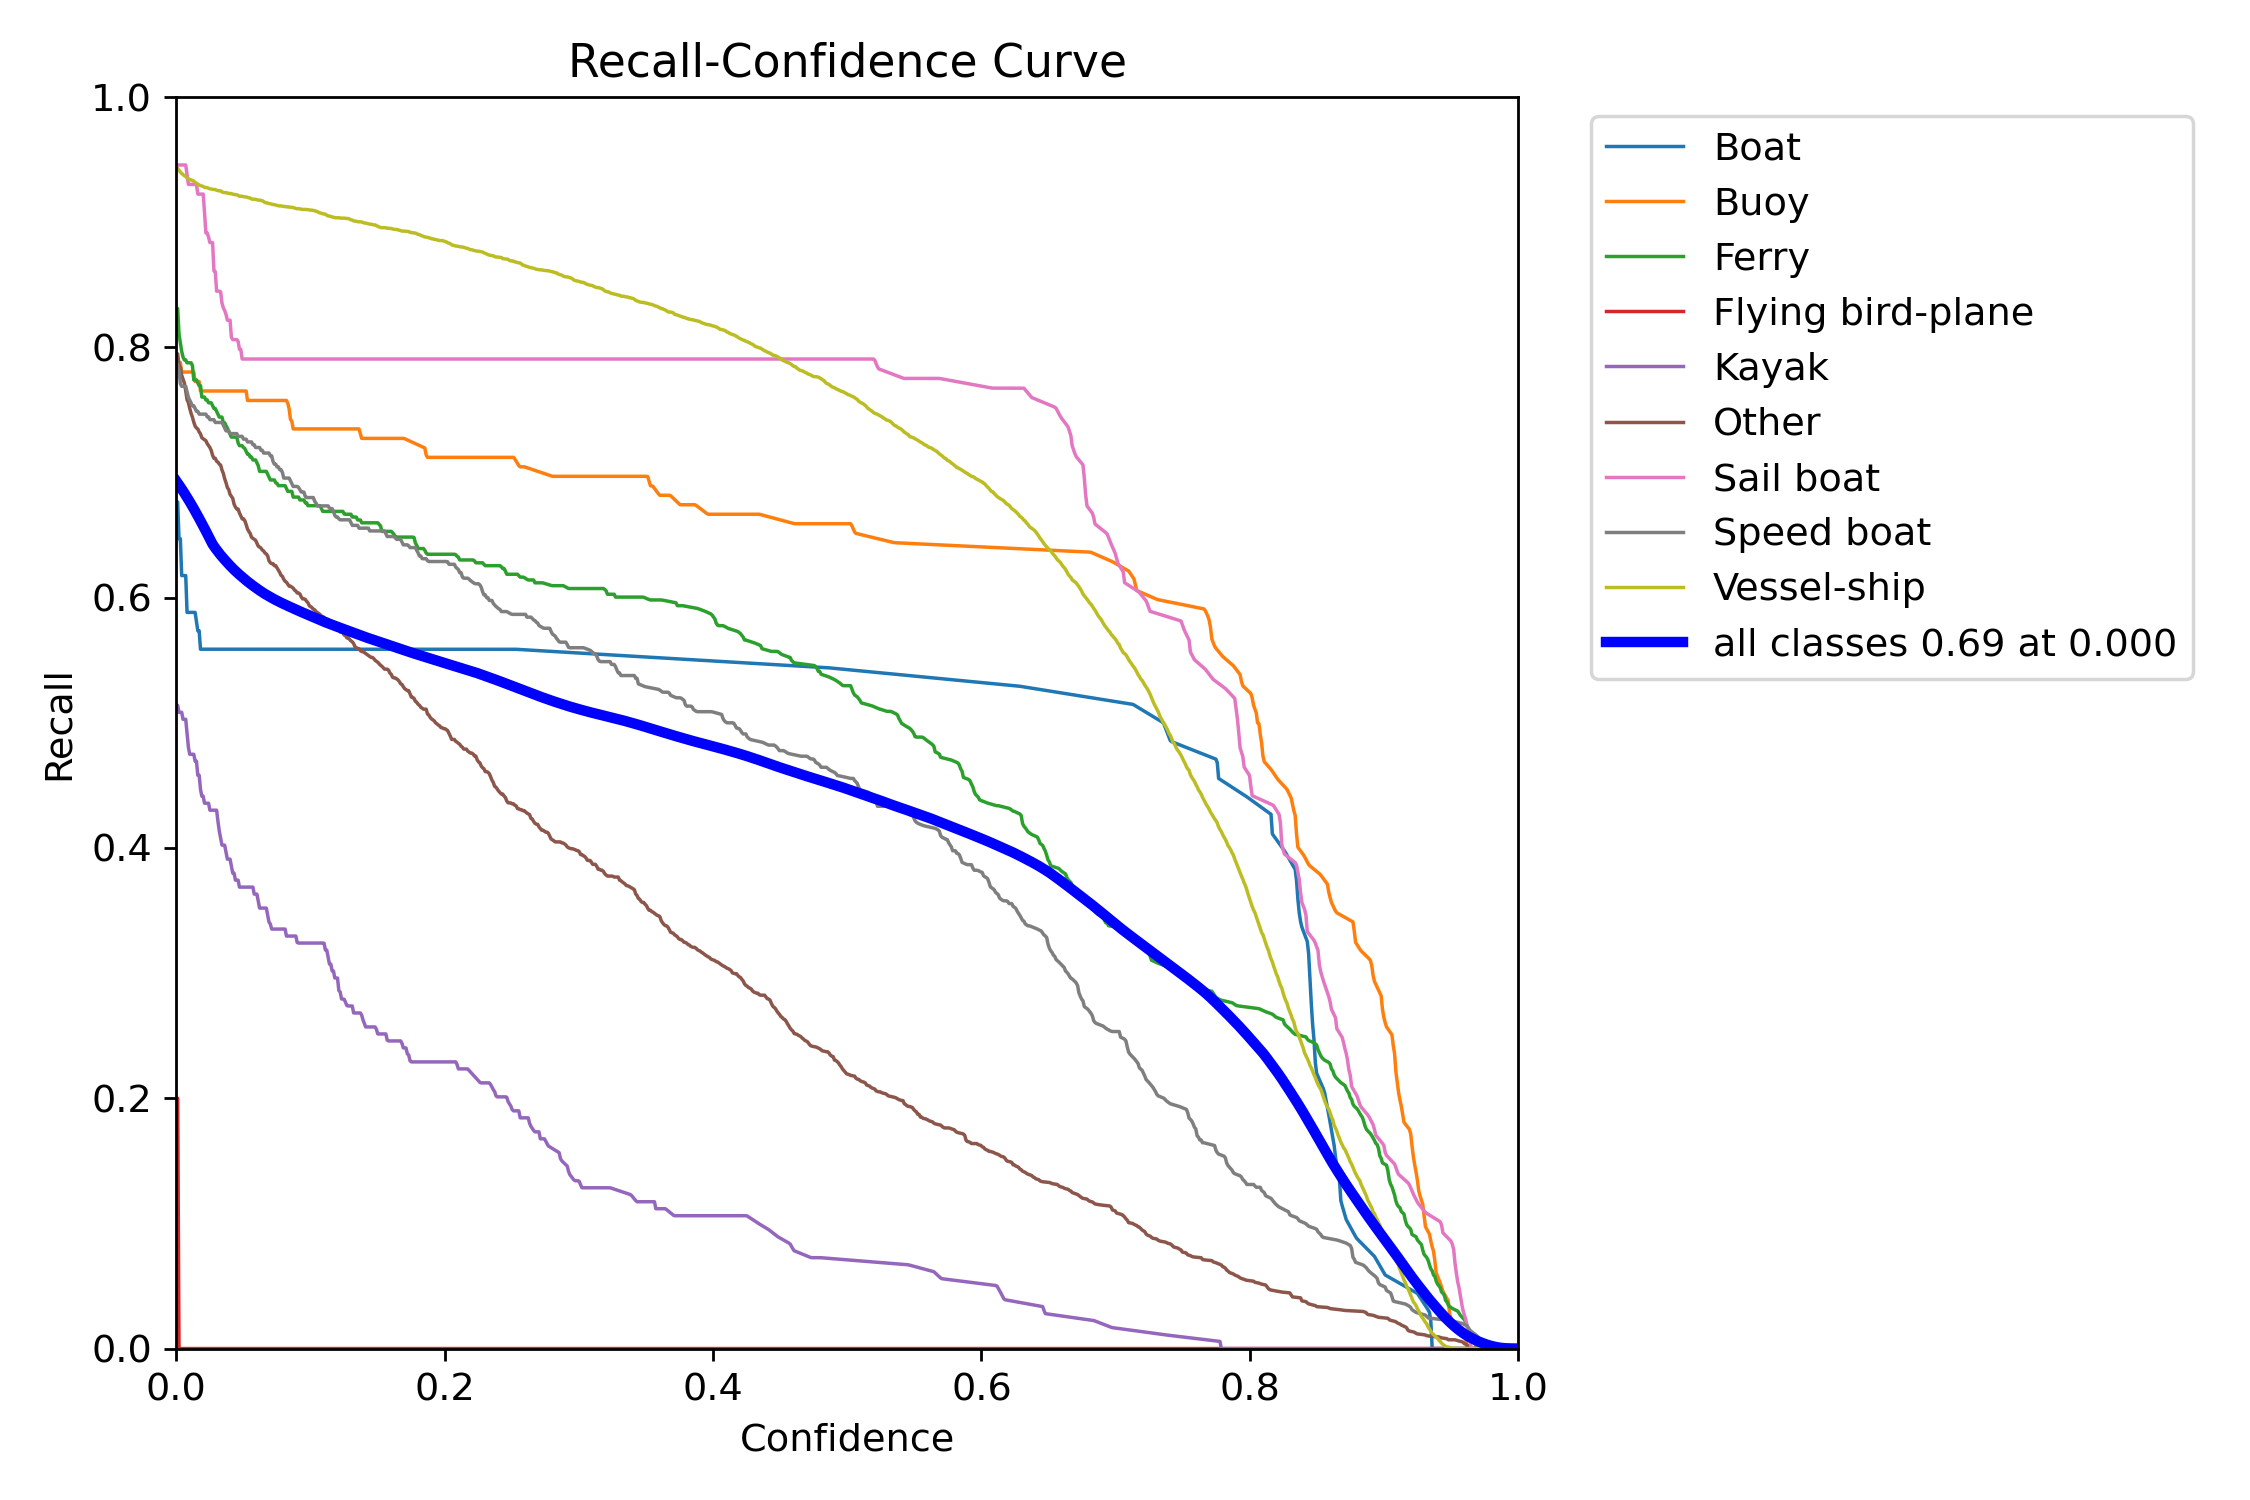 Recall-Confidence Curve
1.0
0.8
0.6
0.4
0.2
0.0
Recall
0.0 0.2 0.4 0.6 0.8 1.0
Confidence
Boat
Buoy
Ferry
Flying bird-plane
Kayak
Other
Sail boat
Speed boat
Vessel-ship
all classes 0.69 at 0.000